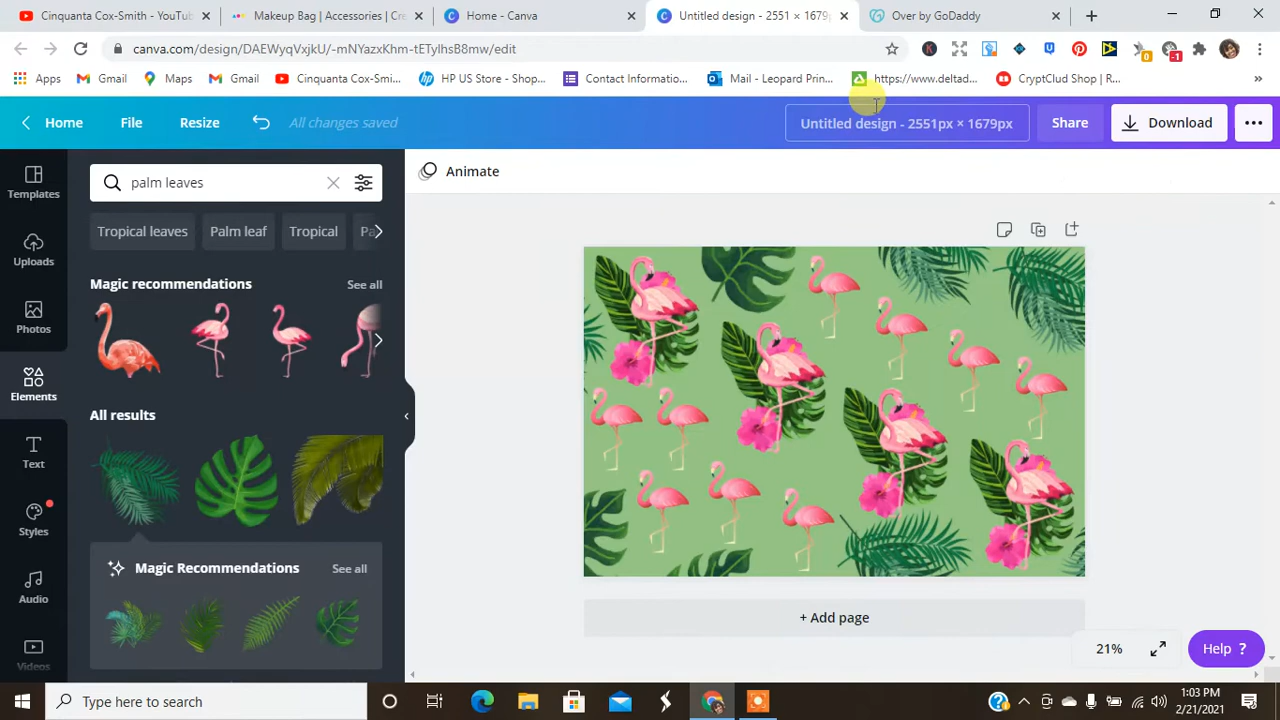 Cinquanta Cox-Smith - YouTu
Makeup Bag | Accessories | Cre
Home - Canva
Untitled design - 2551 × 1679p
Over by GoDaddy
canva.com/design/DAEWyqVxjkU/-mNYazxKhm-tETylhsB8mw/edit
Apps
Gmail
Maps
Gmail
Cinquanta Cox-Smi...
HP US Store - Shop...
Contact Informatio...
Mail - Leopard Prin...
https://www.deltad...
CryptClud Shop | R...
»
Home
File
Resize
All changes saved
Untitled design - 2551px × 1679px
Share
Download
Templates
Uploads
Photos
Elements
Text
Styles
Audio
Videos
palm leaves
Tropical leaves
Palm leaf
Tropical
Pa
Magic recommendations
See all
All results
Magic Recommendations
See all
Animate
+ Add page
21%
Help ?
Type here to search
1:03 PM
2/21/2021